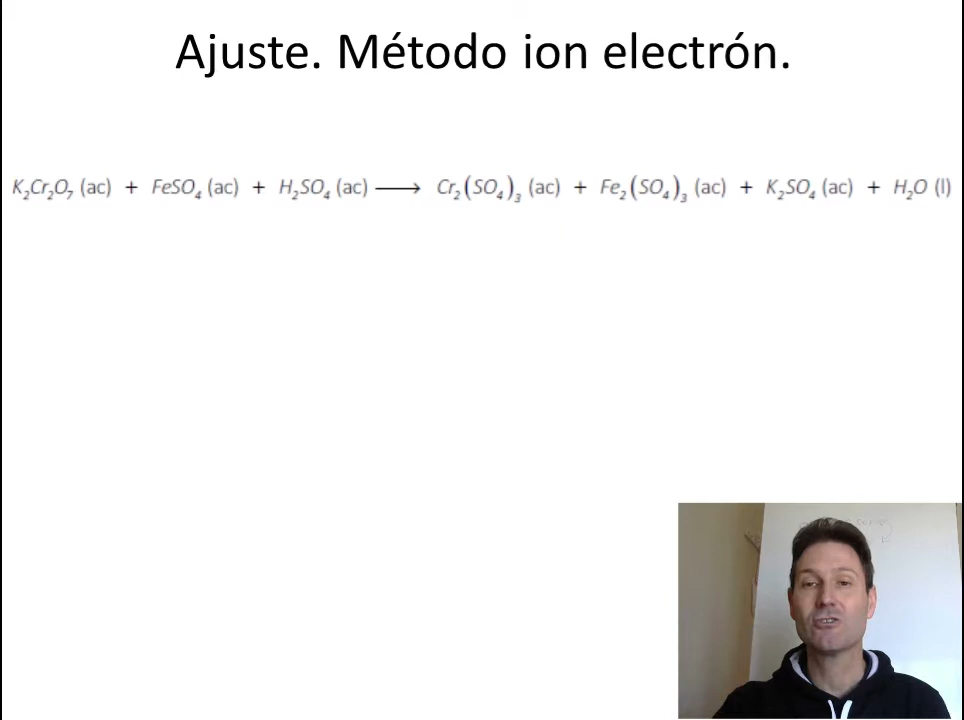 Ajuste. Método ion electrón.
K₂Cr₂O₇ (ac) + FeSO₄ (ac) + H₂SO₄ (ac) ⟶ Cr₂(SO₄)₃ (ac) + Fe₂(SO₄)₃ (ac) + K₂SO₄ (ac) + H₂O (l)